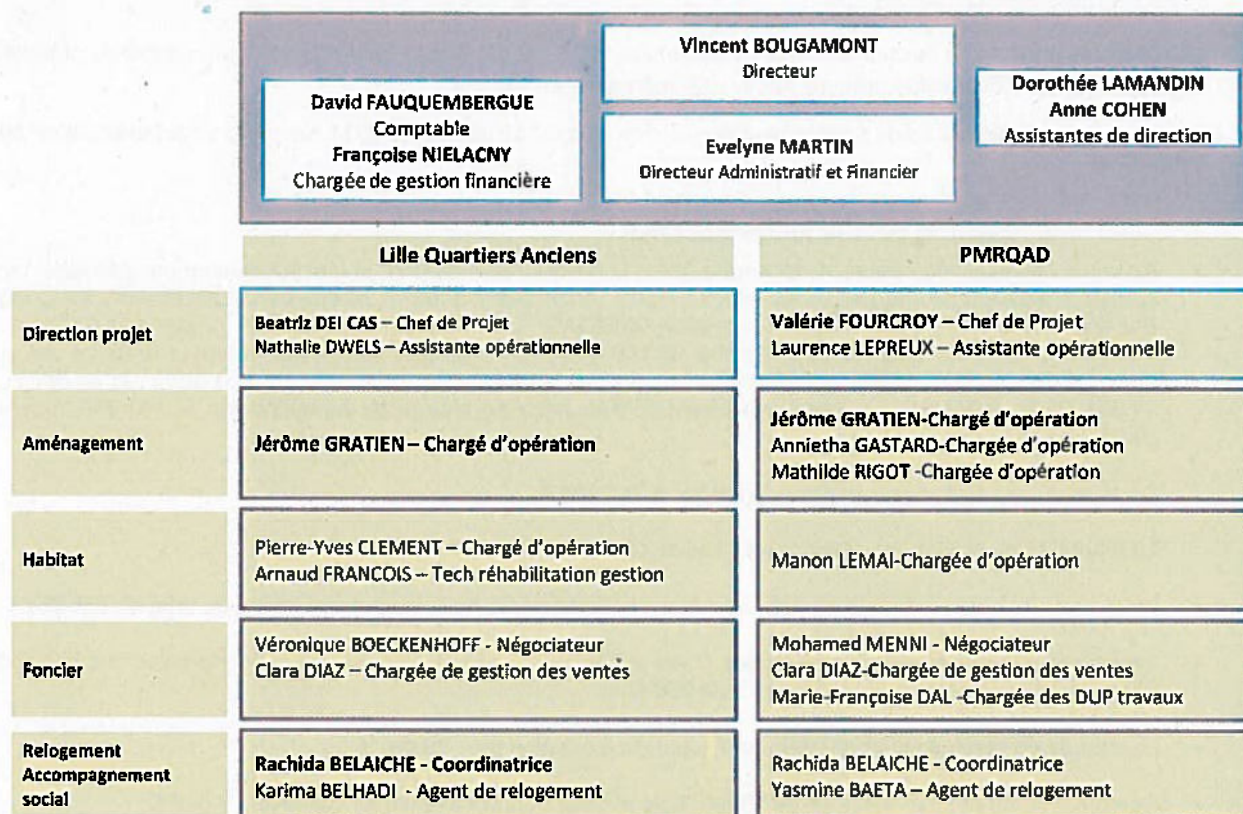 Vincent BOUGAMONT
Directeur
David FAUQUEMBERGUE
Comptable
Françoise NIELACNY
Chargée de gestion financière
Evelyne MARTIN
Directeur Administratif et Financier
Dorothée LAMANDIN
Anne COHEN
Assistantes de direction
Lille Quartiers Anciens
PMRQAD
Direction projet
Beatriz DEI CAS – Chef de Projet
Nathalie DWELS – Assistante opérationnelle
Valérie FOURCROY – Chef de Projet
Laurence LEPREUX – Assistante opérationnelle
Aménagement
Jérôme GRATIEN – Chargé d'opération
Jérôme GRATIEN-Chargé d'opération
Annietha GASTARD-Chargée d'opération
Mathilde RIGOT -Chargée d'opération
Habitat
Pierre-Yves CLEMENT – Chargé d'opération
Arnaud FRANCOIS – Tech réhabilitation gestion
Manon LEMAI-Chargée d'opération
Foncier
Véronique BOECKENHOFF - Négociateur
Clara DIAZ – Chargée de gestion des ventes
Mohamed MENNI - Négociateur
Clara DIAZ-Chargée de gestion des ventes
Marie-Françoise DAL -Chargée des DUP travaux
Relogement
Accompagnement
social
Rachida BELAICHE - Coordinatrice
Karima BELHADI - Agent de relogement
Rachida BELAICHE - Coordinatrice
Yasmine BAETA – Agent de relogement